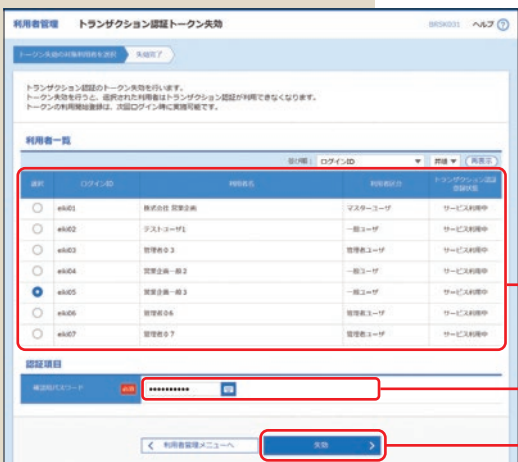 利用者管理 トランザクション認証トークン失効 BRSK001 ヘルプ ?
トークン失効の対象利用者を選択 失効完了
トランザクション認証のトークン失効を行います。
トークン失効を行うと、選択された利用者はトランザクション認証が利用できなくなります。
トークンの利用開始登録は、次回ログイン時に実施可能です。
利用者一覧
並び順： ログインID 昇順 再表示
選択 ログインID 利用者名 利用者区分 トランザクション認証登録状態
eki01 株式会社 営業企画 マスターユーザ サービス利用中
eki02 テストユーザ1 一般ユーザ サービス利用中
eki03 管理者03 管理者ユーザ サービス利用中
eki04 営業企画一般2 一般ユーザ サービス利用中
eki05 営業企画一般3 一般ユーザ サービス利用中
eki06 管理者06 管理者ユーザ サービス利用中
eki07 管理者07 管理者ユーザ サービス利用中
認証項目
確認用パスワード 必須 ••••••••••
利用者管理メニューへ 失効